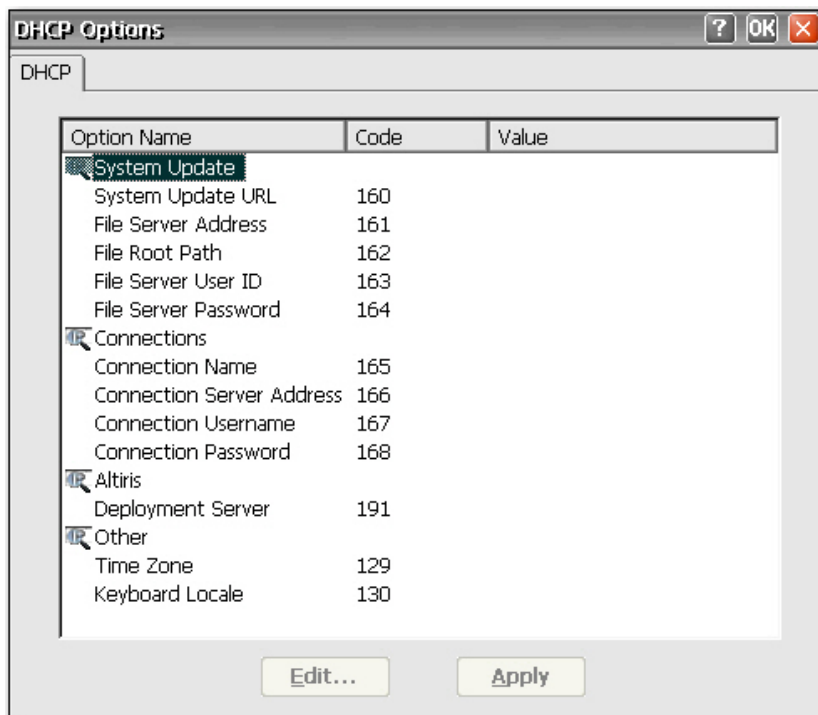 DHCP Options ? OK
DHCP
Option Name Code Value
System Update
System Update URL 160
File Server Address 161
File Root Path 162
File Server User ID 163
File Server Password 164
Connections
Connection Name 165
Connection Server Address 166
Connection Username 167
Connection Password 168
Altiris
Deployment Server 191
Other
Time Zone 129
Keyboard Locale 130
Edit... Apply